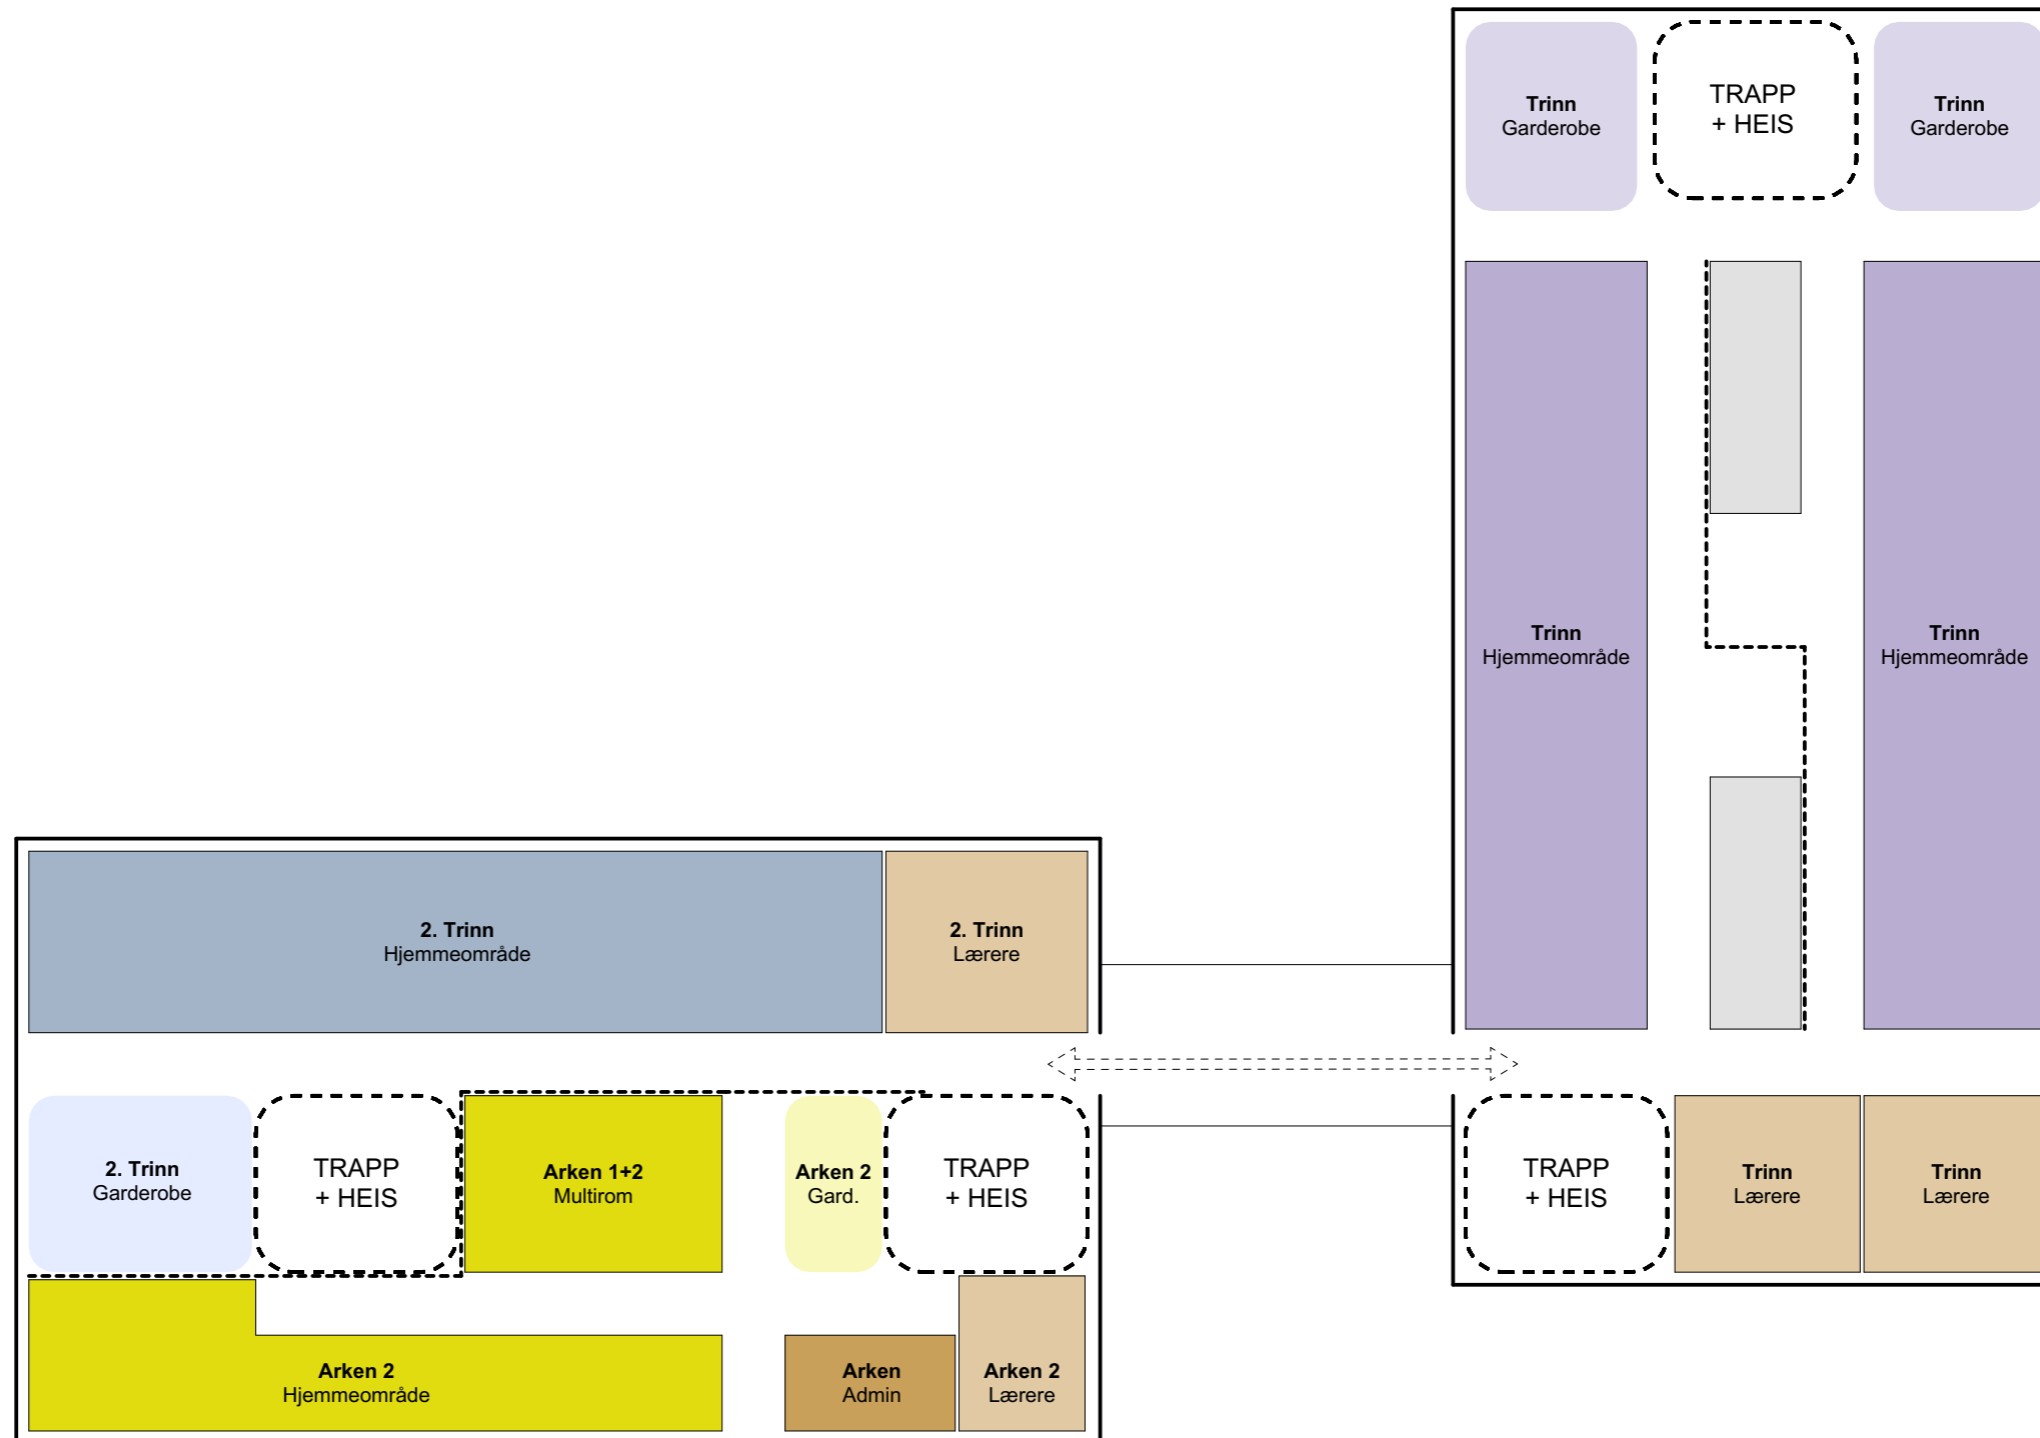 Trinn
Garderobe
TRAPP
+ HEIS
Trinn
Garderobe
Trinn
Hjemmeområde
Trinn
Hjemmeområde
2. Trinn
Hjemmeområde
2. Trinn
Lærere
2. Trinn
Garderobe
TRAPP
+ HEIS
Arken 1+2
Multirom
Arken 2
Gard.
TRAPP
+ HEIS
TRAPP
+ HEIS
Trinn
Lærere
Trinn
Lærere
Arken 2
Hjemmeområde
Arken
Admin
Arken 2
Lærere